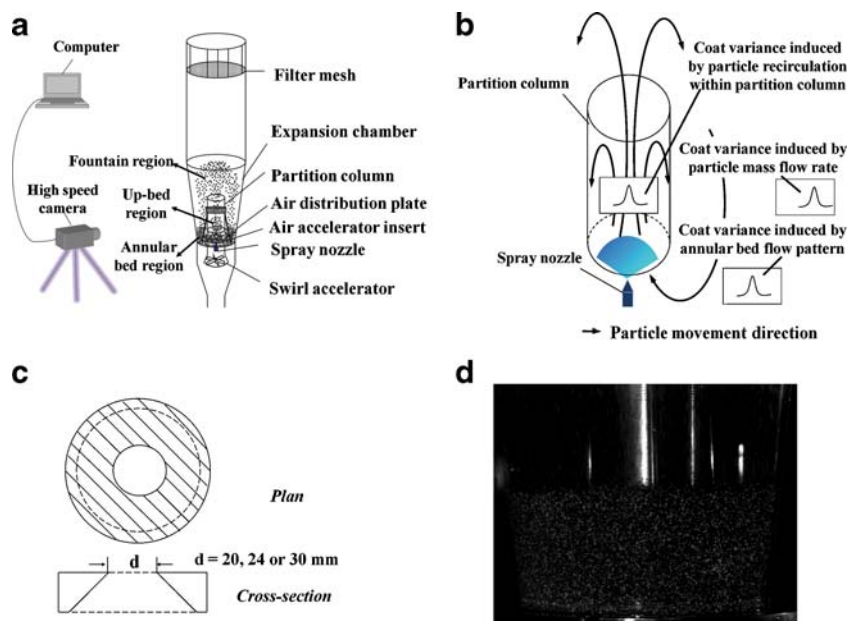 a
Computer
Filter mesh
Expansion chamber
Fountain region
Partition column
Up-bed
region
High speed
camera
Air distribution plate
Air accelerator insert
Annular
bed region
Spray nozzle
Swirl accelerator
b
Coat variance induced
by particle recirculation
within partition column
Partition column
Coat variance induced by
particle mass flow rate
Coat variance induced by
annular bed flow pattern
Spray nozzle
Particle movement direction
c
Plan
d
d = 20, 24 or 30 mm
Cross-section
d